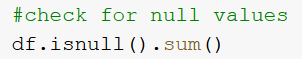 #check for null values
df.isnull().sum()